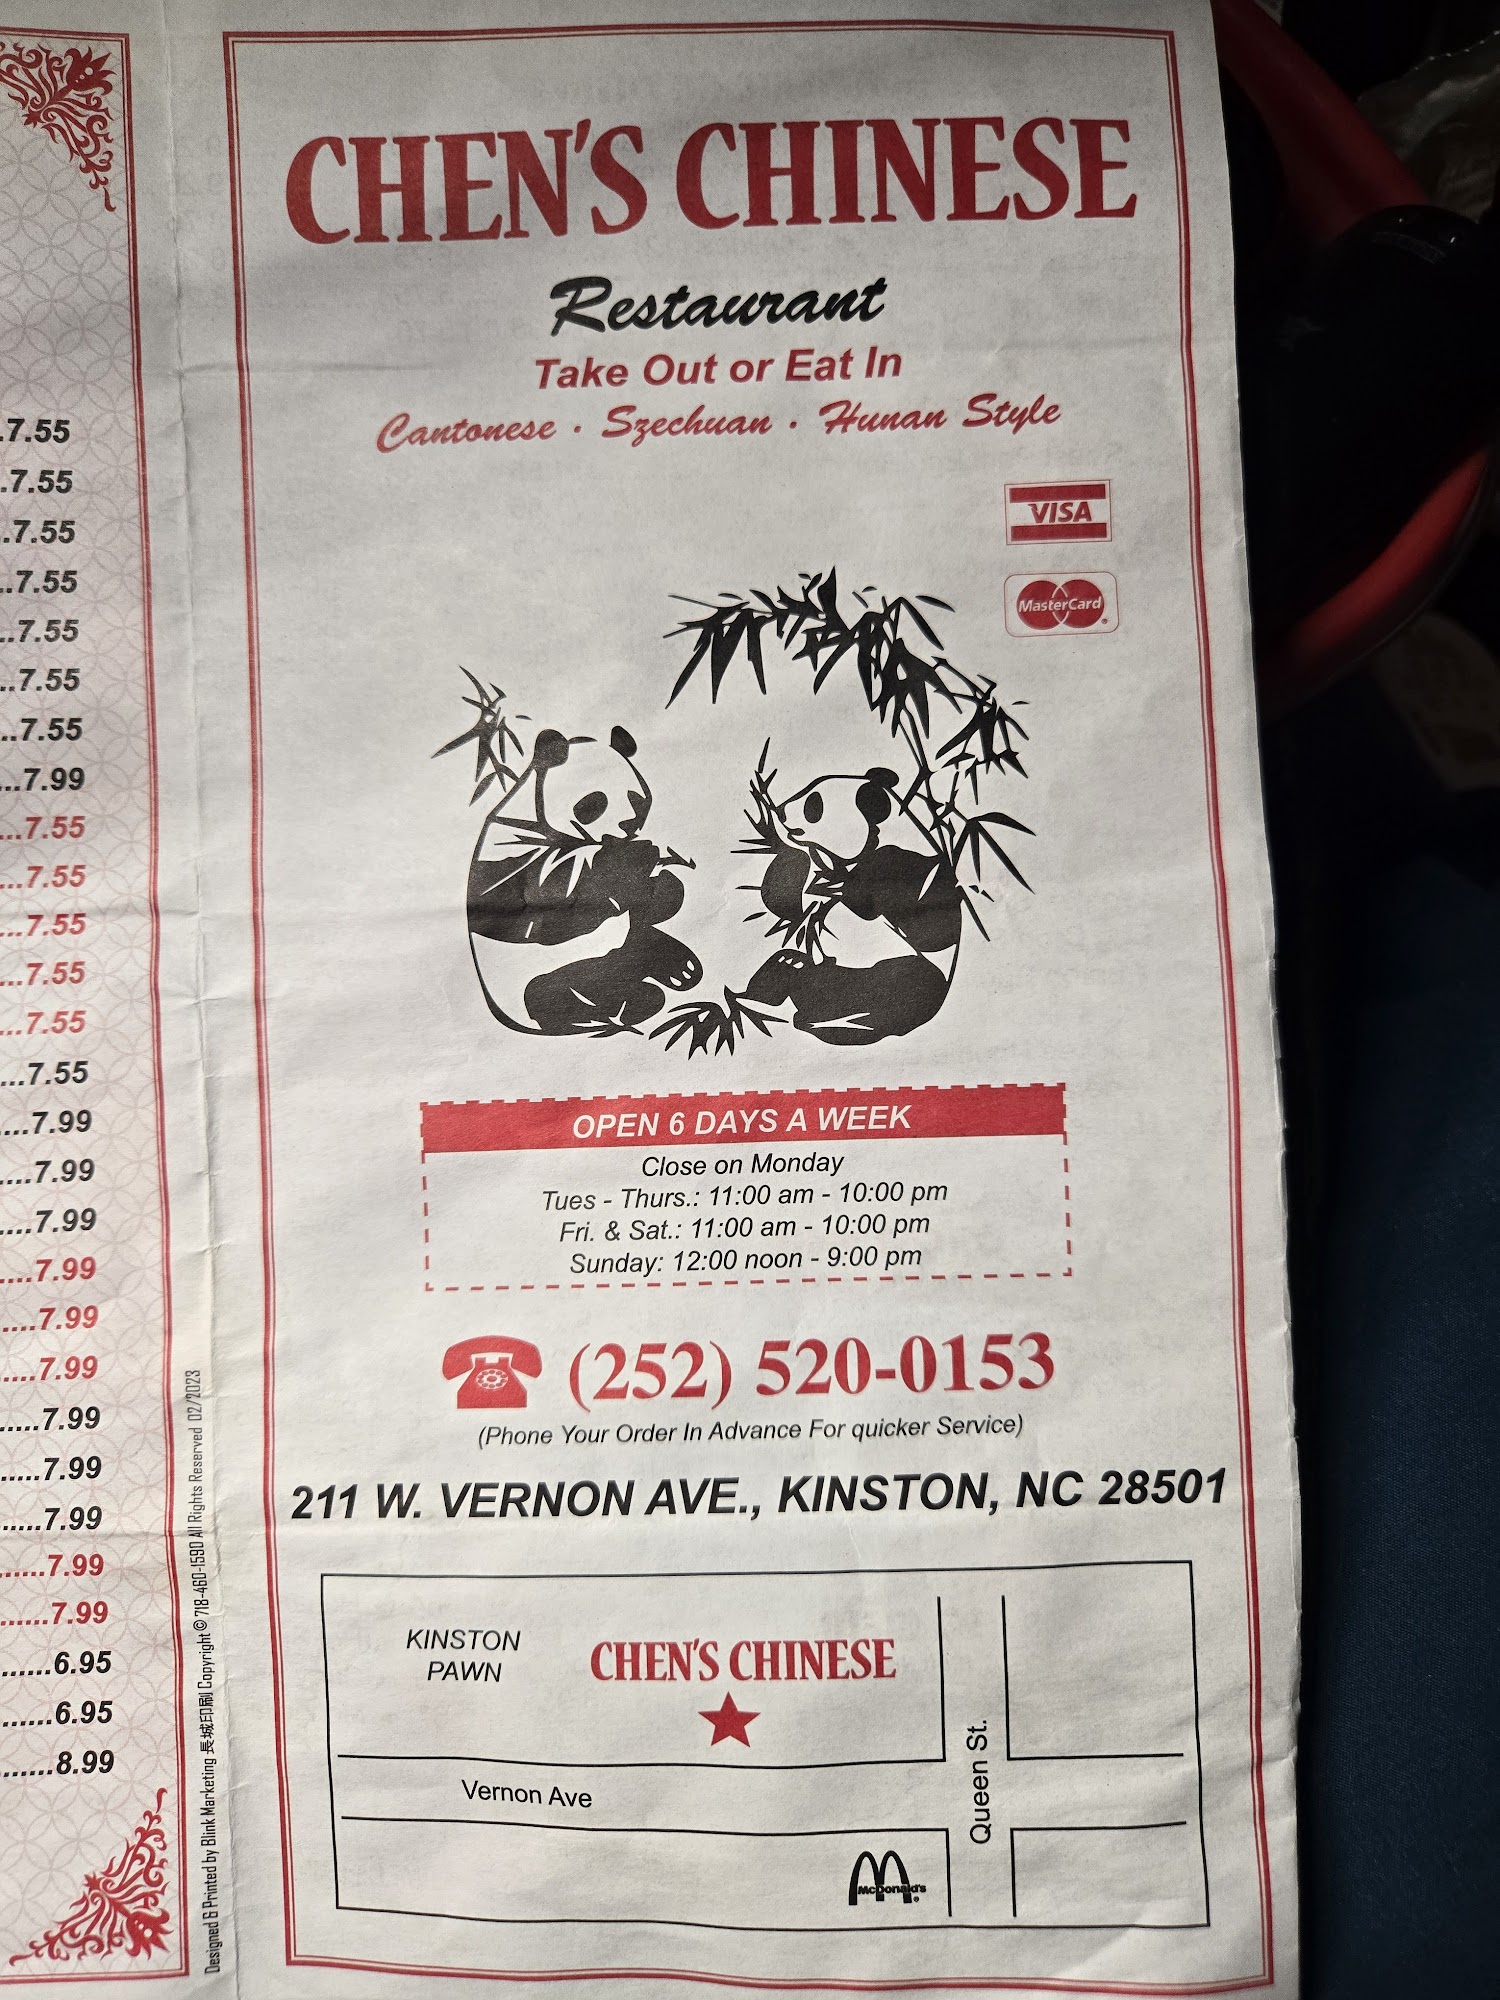 .7.55
.7.55
..7.55
..7.55
..7.55
..7.55
..7.55
...7.99
...7.55
...7.55
...7.55
...7.55
...7.55
...7.55
....7.99
....7.99
....7.99
....7.99
....7.99
.....7.99
.....7.99
.....7.99
......7.99
......7.99
.......7.99
......6.95
......6.95
.......8.99
Designed & Printed by Blink Marketing 長城印刷 Copyright © 718-460-1590 All Rights Reserved 02/2023
CHEN'S CHINESE
Restaurant
Take Out or Eat In
Cantonese · Szechuan · Hunan Style
VISA
MasterCard
OPEN 6 DAYS A WEEK
Close on Monday
Tues - Thurs.: 11:00 am - 10:00 pm
Fri. & Sat.: 11:00 am - 10:00 pm
Sunday: 12:00 noon - 9:00 pm
(252) 520-0153
(Phone Your Order In Advance For quicker Service)
211 W. VERNON AVE., KINSTON, NC 28501
KINSTON
PAWN
CHEN'S CHINESE
Vernon Ave
Queen St.
McDonald's